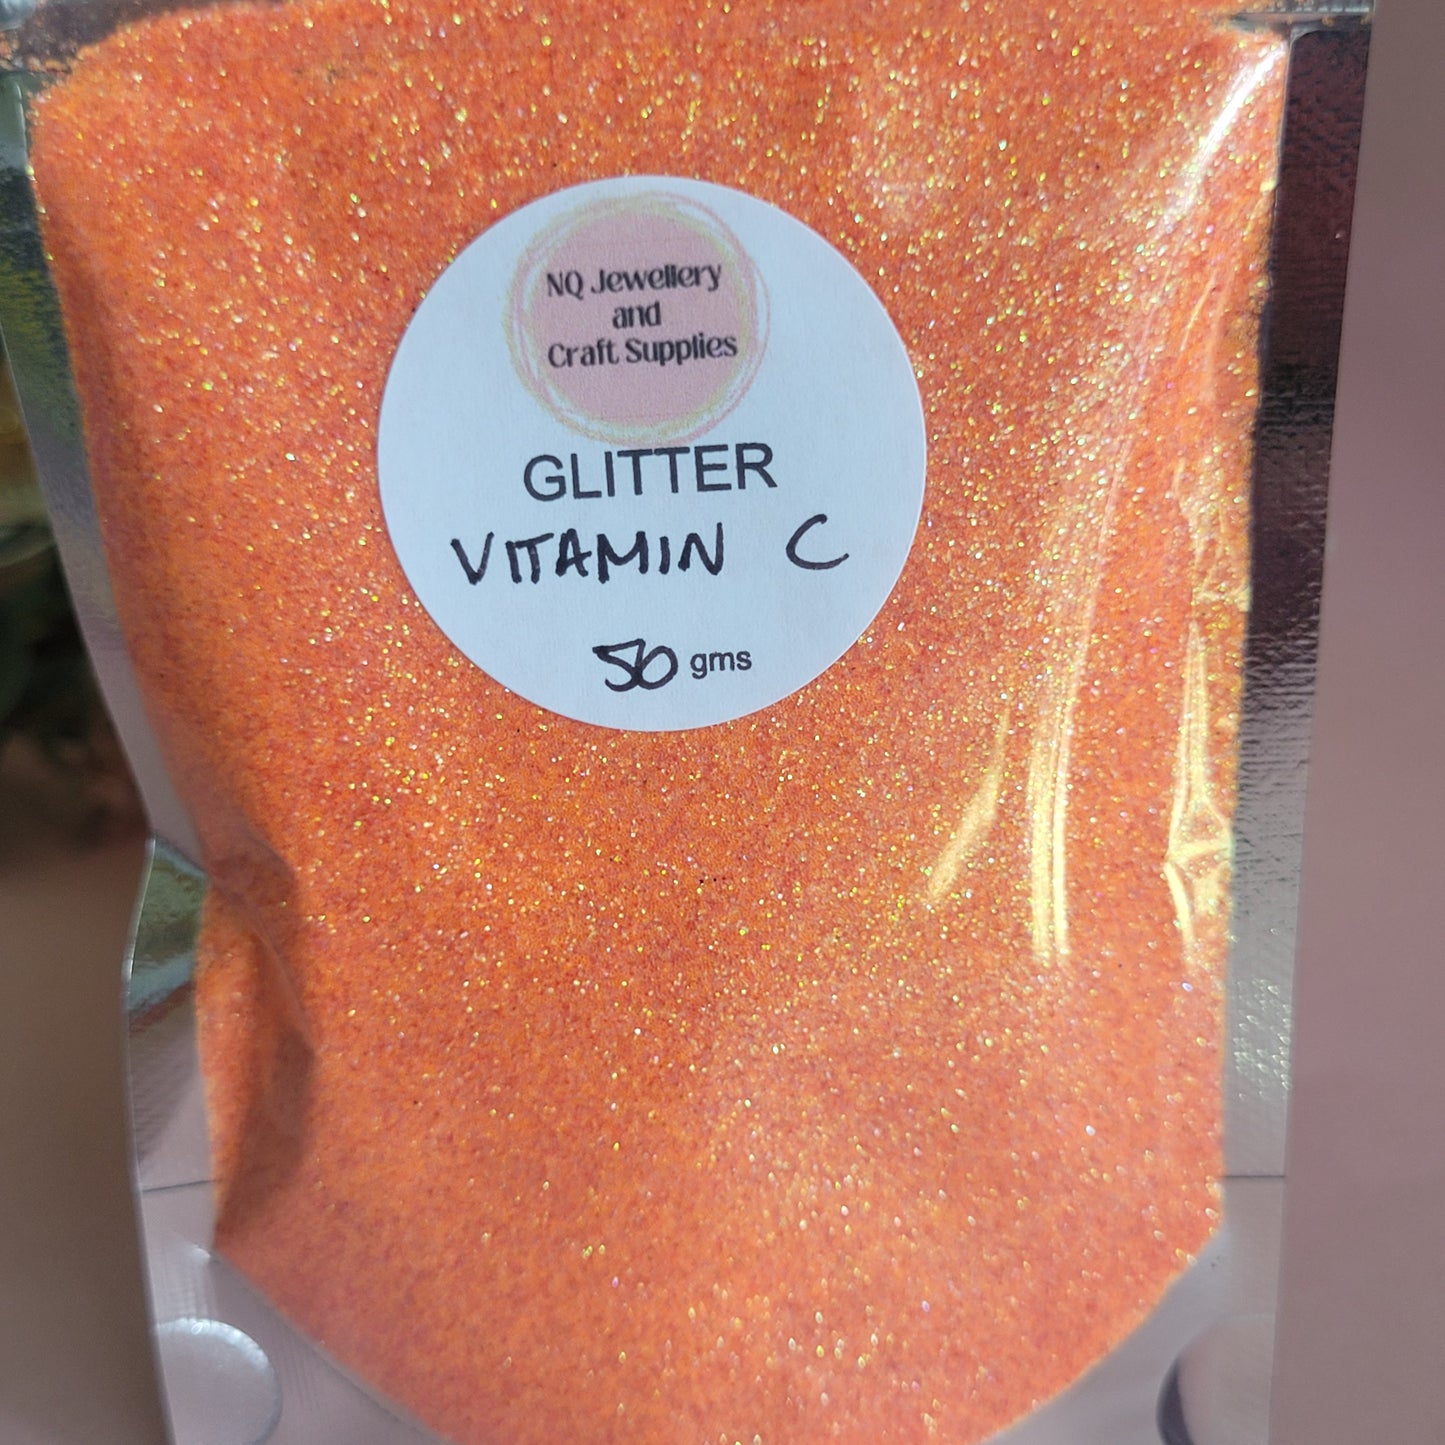 NQ Jewellery
and
Craft Supplies
GLITTER
VITAMIN C
50 gms